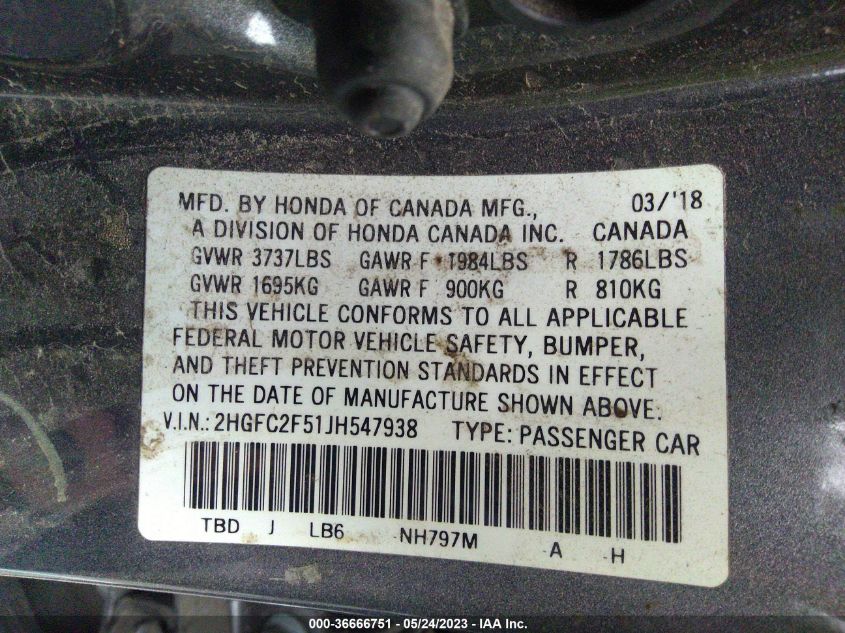 MFD. BY HONDA OF CANADA MFG., 03/'18
A DIVISION OF HONDA CANADA INC. CANADA
GVWR 3737LBS GAWR F 1984LBS R 1786LBS
GVWR 1695KG GAWR F 900KG R 810KG
THIS VEHICLE CONFORMS TO ALL APPLICABLE
FEDERAL MOTOR VEHICLE SAFETY, BUMPER,
AND THEFT PREVENTION STANDARDS IN EFFECT
ON THE DATE OF MANUFACTURE SHOWN ABOVE.
V.I.N.: 2HGFC2F51JH547938 TYPE: PASSENGER CAR
TBD J LB6 NH797M A H
000-36666751 - 05/24/2023 - IAA Inc.